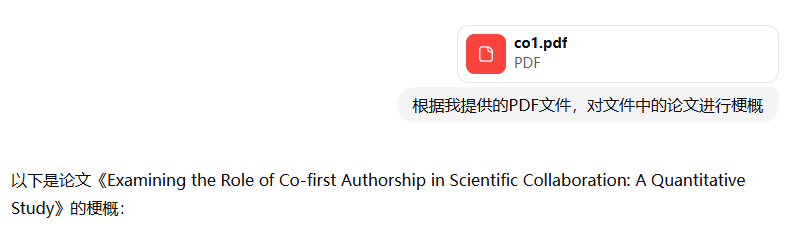 co1.pdf
PDF
根据我提供的PDF文件，对文件中的论文进行梗概
以下是论文《Examining the Role of Co-first Authorship in Scientific Collaboration: A Quantitative
Study》的梗概：